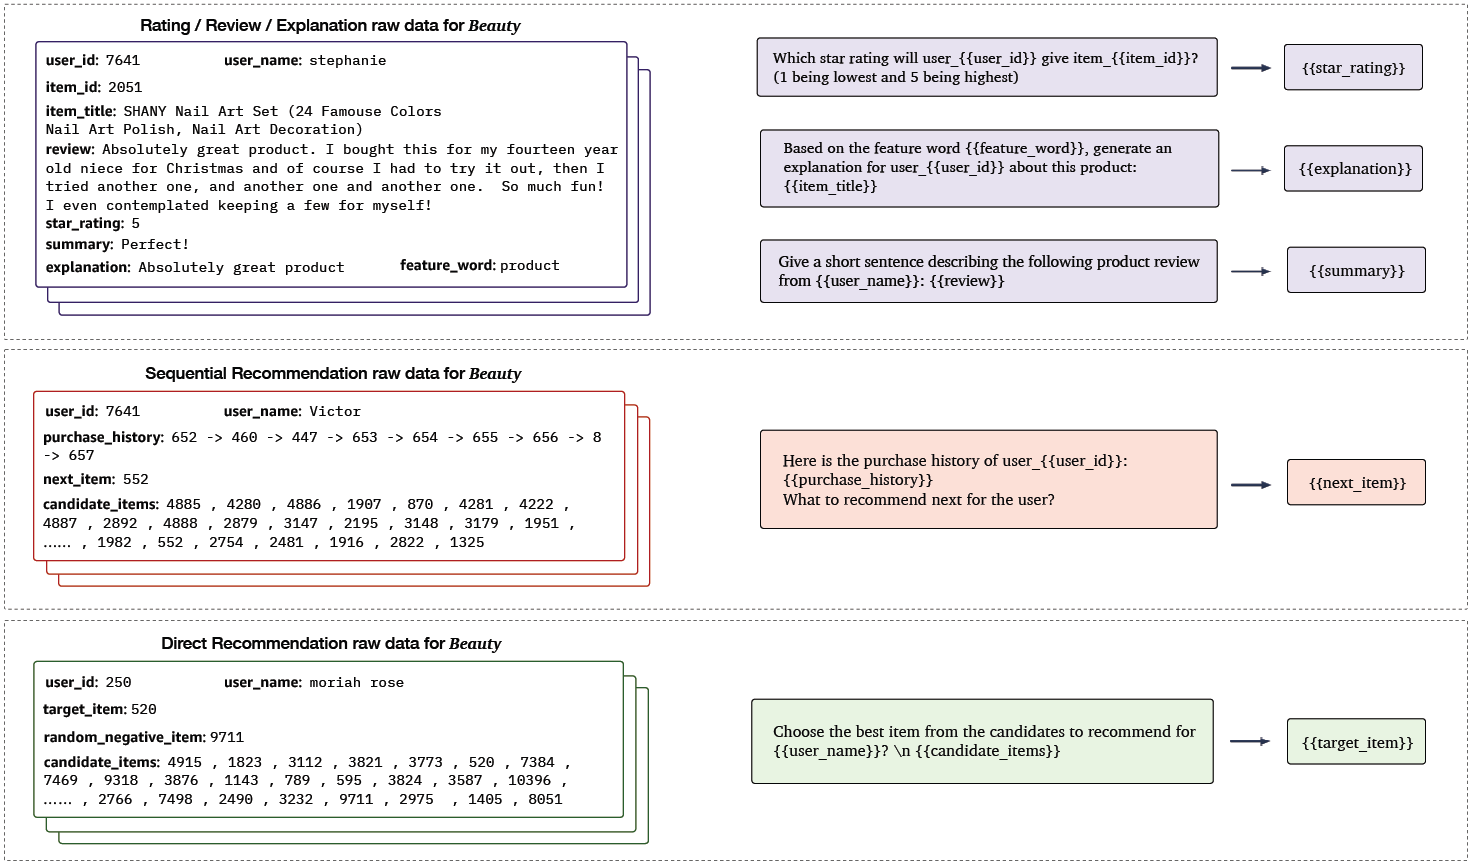 Rating / Review / Explanation raw data for Beauty
user_id: 7641 user_name: stephanie
item_id: 2051
item_title: SHANY Nail Art Set (24 Famouse Colors
Nail Art Polish, Nail Art Decoration)
review: Absolutely great product. I bought this for my fourteen year
old niece for Christmas and of course I had to try it out, then I
tried another one, and another one and another one. So much fun!
I even contemplated keeping a few for myself!
star_rating: 5
summary: Perfect!
explanation: Absolutely great product feature_word: product
Which star rating will user_{{user_id}} give item_{{item_id}}?
(1 being lowest and 5 being highest)
{{star_rating}}
Based on the feature word {{feature_word}}, generate an
explanation for user_{{user_id}} about this product:
{{item_title}}
{{explanation}}
Give a short sentence describing the following product review
from {{user_name}}: {{review}}
{{summary}}
Sequential Recommendation raw data for Beauty
user_id: 7641 user_name: Victor
purchase_history: 652 -> 460 -> 447 -> 653 -> 654 -> 655 -> 656 -> 8
-> 657
next_item: 552
candidate_items: 4885 , 4280 , 4886 , 1907 , 870 , 4281 , 4222 ,
4887 , 2892 , 4888 , 2879 , 3147 , 2195 , 3148 , 3179 , 1951 ,
...... , 1982 , 552 , 2754 , 2481 , 1916 , 2822 , 1325
Here is the purchase history of user_{{user_id}}:
{{purchase_history}}
What to recommend next for the user?
{{next_item}}
Direct Recommendation raw data for Beauty
user_id: 250 user_name: moriah rose
target_item: 520
random_negative_item: 9711
candidate_items: 4915 , 1823 , 3112 , 3821 , 3773 , 520 , 7384 ,
7469 , 9318 , 3876 , 1143 , 789 , 595 , 3824 , 3587 , 10396 ,
...... , 2766 , 7498 , 2490 , 3232 , 9711 , 2975 , 1405 , 8051
Choose the best item from the candidates to recommend for
{{user_name}}? \n {{candidate_items}}
{{target_item}}